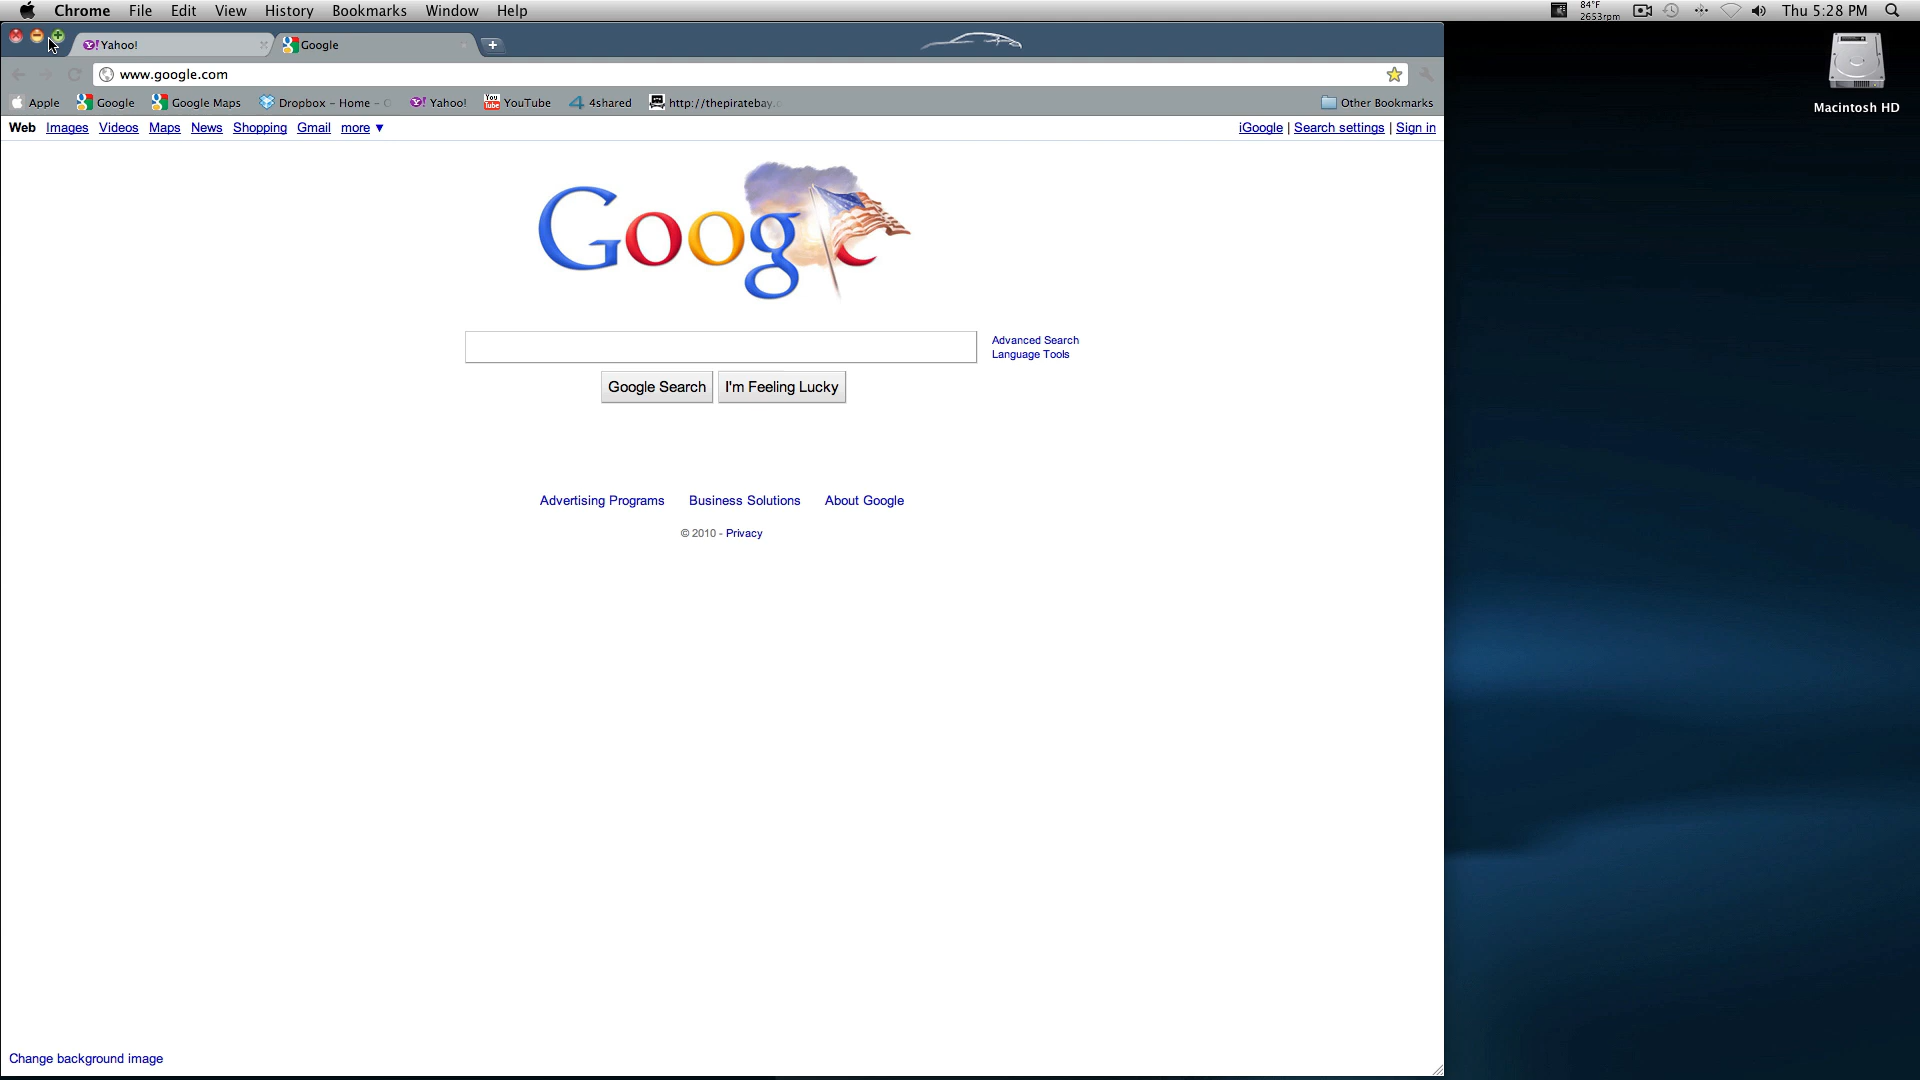 Chrome File Edit View History Bookmarks Window Help
84°F
2653rpm
Thu 5:28 PM
Yahoo!
Google
www.google.com
Apple Google Google Maps Dropbox – Home – Yahoo! YouTube 4shared http://thepiratebay. Other Bookmarks
Web Images Videos Maps News Shopping Gmail more ▼
iGoogle | Search settings | Sign in
Macintosh HD
Google
Advanced Search
Language Tools
Google Search I'm Feeling Lucky
Advertising Programs Business Solutions About Google
© 2010 - Privacy
Change background image